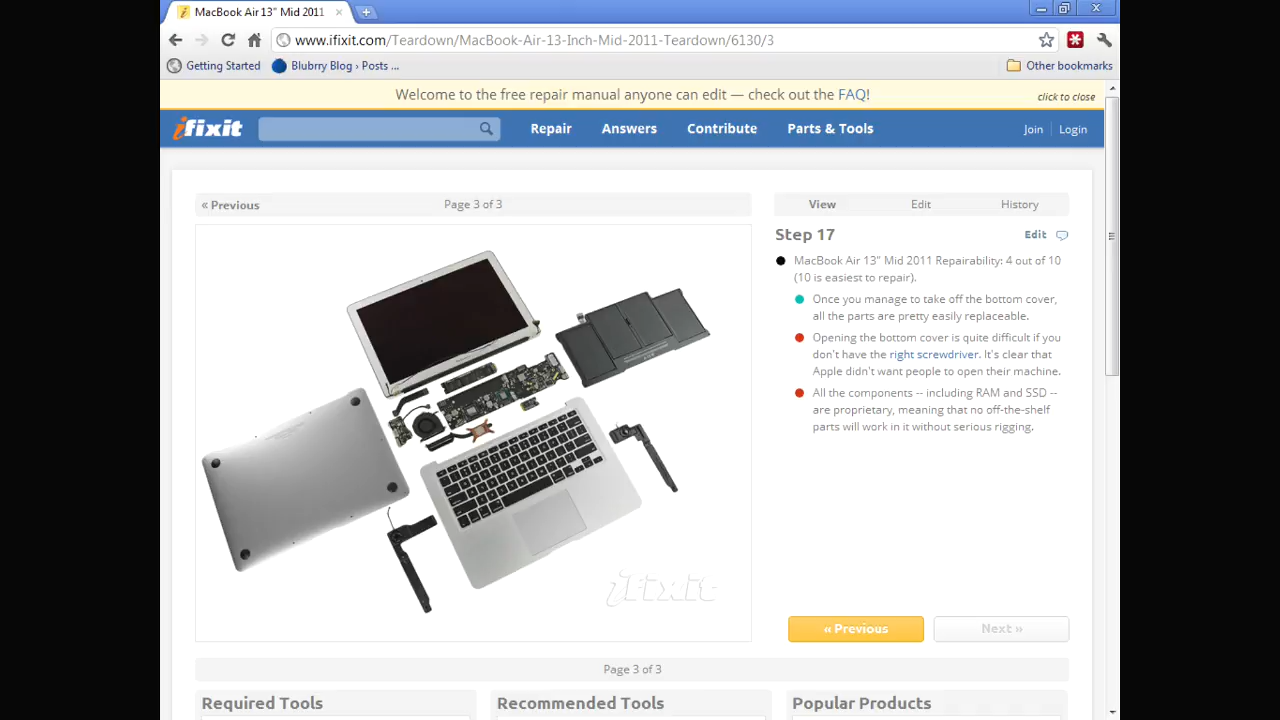 MacBook Air 13" Mid 2011
www.ifixit.com/Teardown/MacBook-Air-13-Inch-Mid-2011-Teardown/6130/3
Getting Started
Blubrry Blog › Posts ...
Other bookmarks
Welcome to the free repair manual anyone can edit — check out the FAQ!
click to close
ifixit
Repair
Answers
Contribute
Parts & Tools
Join
Login
« Previous
Page 3 of 3
View
Edit
History
Step 17
Edit
MacBook Air 13" Mid 2011 Repairability: 4 out of 10
(10 is easiest to repair).
Once you manage to take off the bottom cover,
all the parts are pretty easily replaceable.
Opening the bottom cover is quite difficult if you
don't have the right screwdriver. It's clear that
Apple didn't want people to open their machine.
All the components -- including RAM and SSD --
are proprietary, meaning that no off-the-shelf
parts will work in it without serious rigging.
ifixit
« Previous
Next »
Page 3 of 3
Required Tools
Recommended Tools
Popular Products